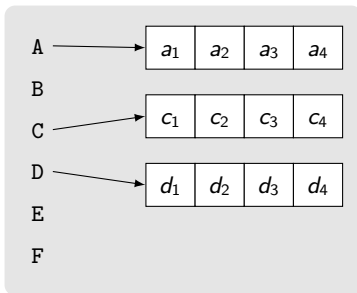 A a₁ a₂ a₃ a₄
B
C c₁ c₂ c₃ c₄
D d₁ d₂ d₃ d₄
E
F